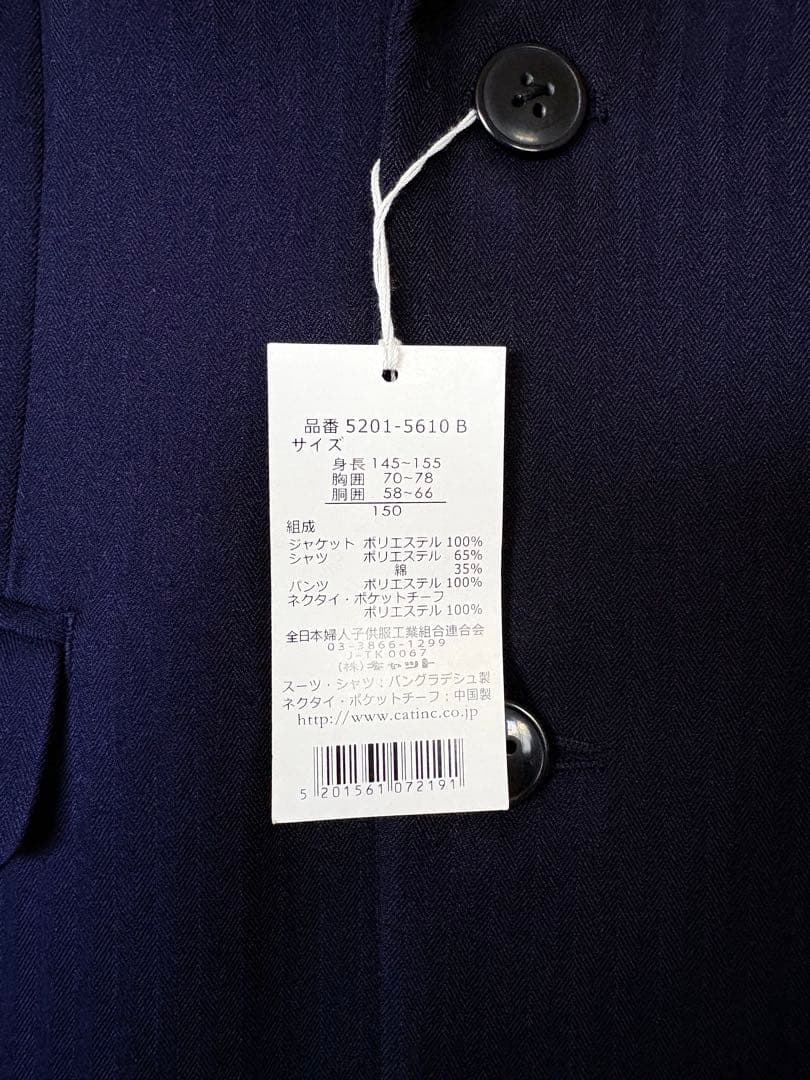 品番 5201-5610 B
サイズ
身長 145~155
胸囲 70~78
胴囲 58~66
150
組成
ジャケット ポリエステル 100%
シャツ ポリエステル 65%
綿 35%
パンツ ポリエステル 100%
ネクタイ・ポケットチーフ
ポリエステル 100%
全日本婦人子供服工業組合連合会
03-3866-1299
J-TK0067
(株)
スーツ・シャツ:バングラデシュ製
ネクタイ・ポケットチーフ:中国製
http://www.catinc.co.jp
5 201561 072191